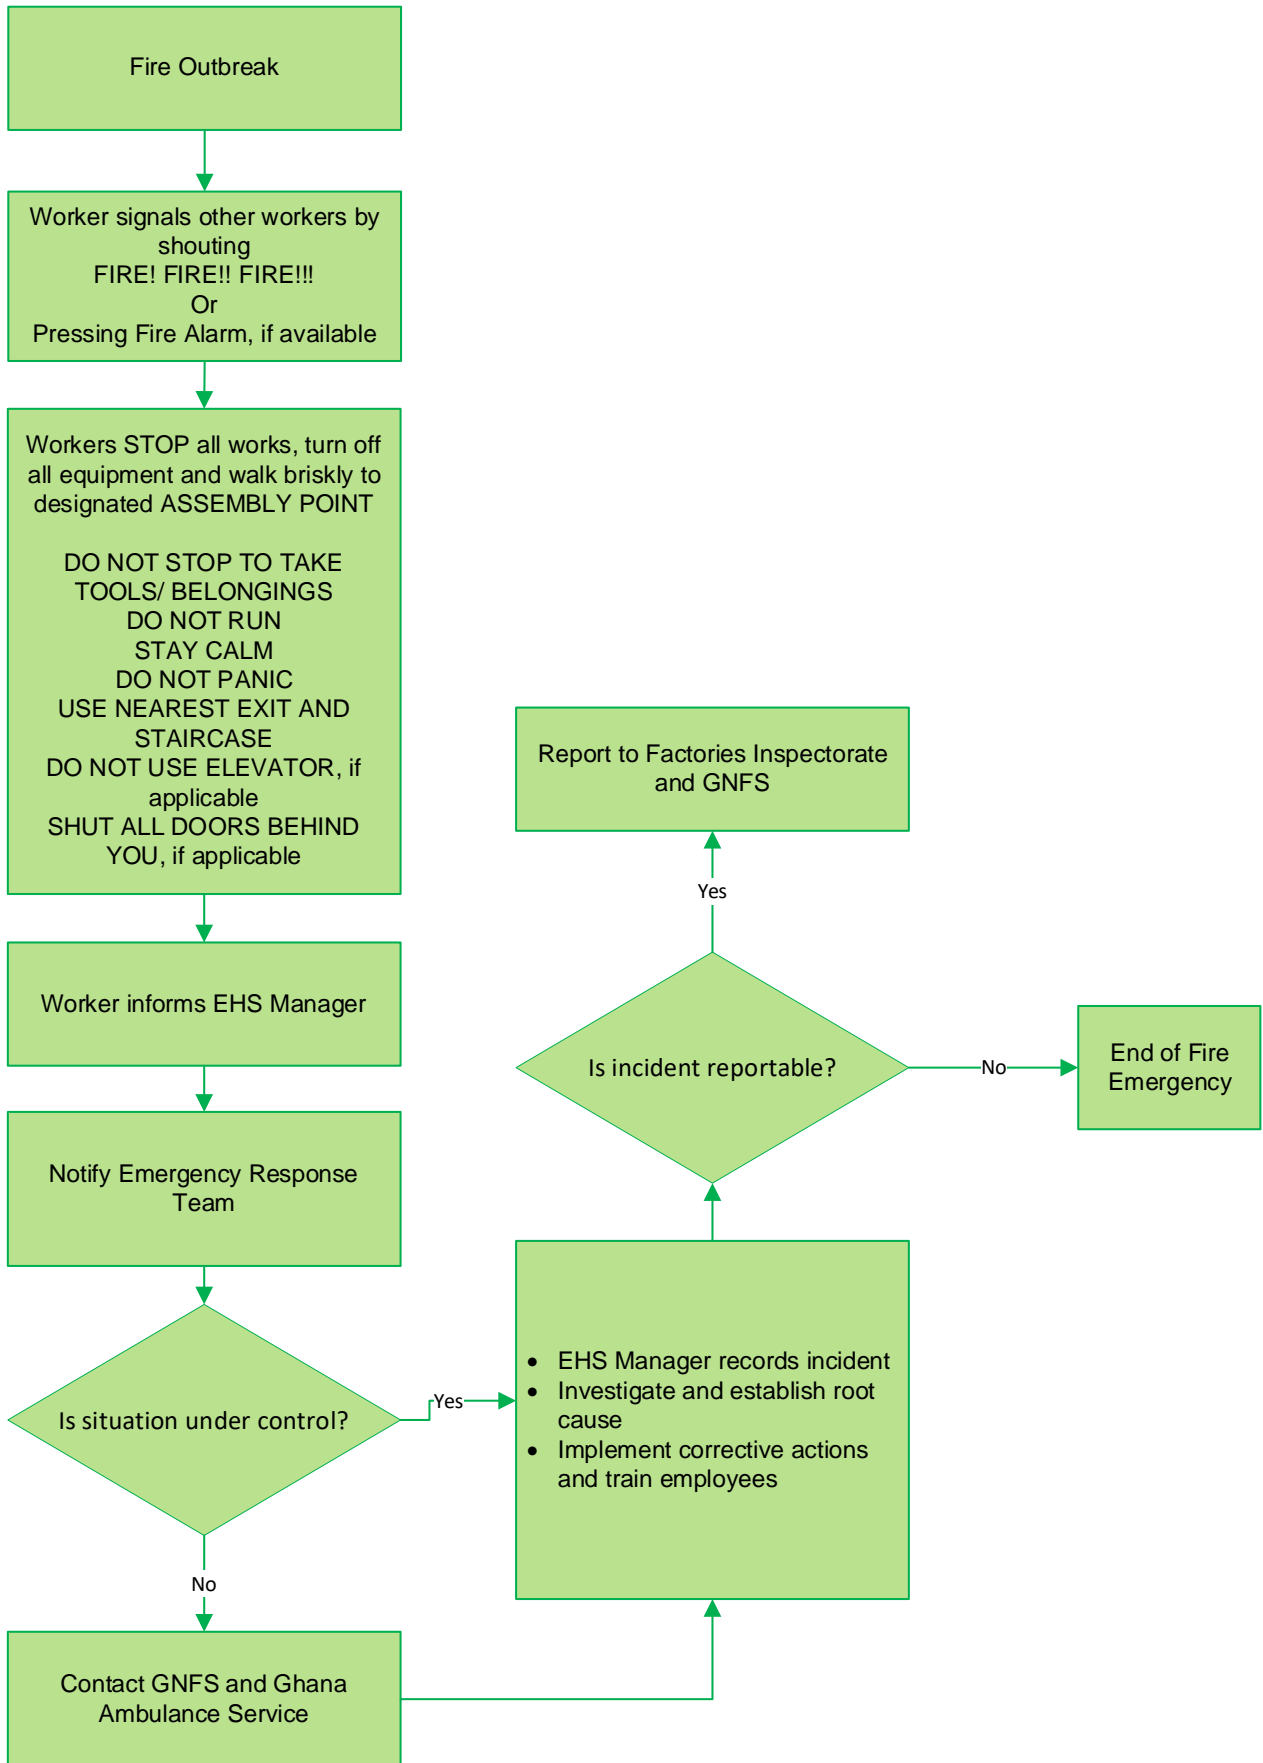 Fire Outbreak
Worker signals other workers by
shouting
FIRE! FIRE!! FIRE!!!
Or
Pressing Fire Alarm, if available
Workers STOP all works, turn off
all equipment and walk briskly to
designated ASSEMBLY POINT
DO NOT STOP TO TAKE
TOOLS/ BELONGINGS
DO NOT RUN
STAY CALM
DO NOT PANIC
USE NEAREST EXIT AND
STAIRCASE
DO NOT USE ELEVATOR, if
applicable
SHUT ALL DOORS BEHIND
YOU, if applicable
Worker informs EHS Manager
Notify Emergency Response
Team
Is situation under control?
Yes
No
Contact GNFS and Ghana
Ambulance Service
• EHS Manager records incident
• Investigate and establish root
cause
• Implement corrective actions
and train employees
Is incident reportable?
Yes
Report to Factories Inspectorate
and GNFS
No
End of Fire
Emergency